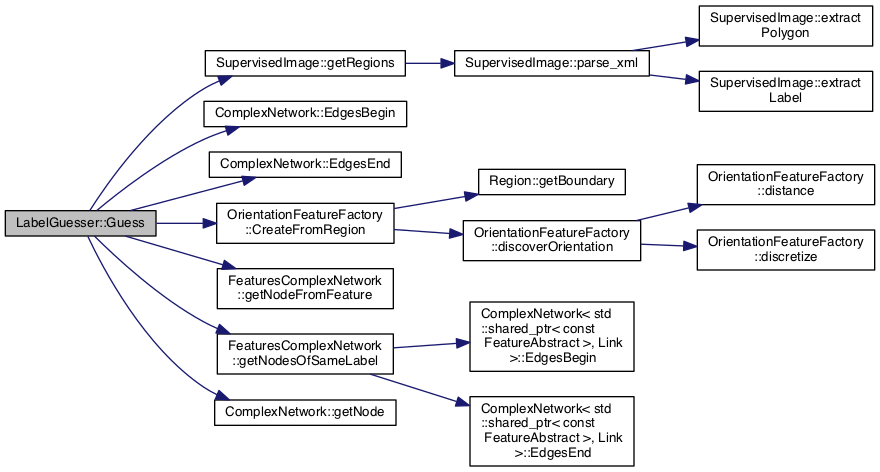 LabelGuesser::Guess
SupervisedImage::getRegions
SupervisedImage::parse_xml
SupervisedImage::extract
Polygon
SupervisedImage::extract
Label
ComplexNetwork::EdgesBegin
ComplexNetwork::EdgesEnd
OrientationFeatureFactory
::CreateFromRegion
Region::getBoundary
OrientationFeatureFactory
::discoverOrientation
OrientationFeatureFactory
::distance
OrientationFeatureFactory
::discretize
FeaturesComplexNetwork
::getNodeFromFeature
FeaturesComplexNetwork
::getNodesOfSameLabel
ComplexNetwork< std
::shared_ptr< const
FeatureAbstract >, Link
>::EdgesBegin
ComplexNetwork< std
::shared_ptr< const
FeatureAbstract >, Link
>::EdgesEnd
ComplexNetwork::getNode